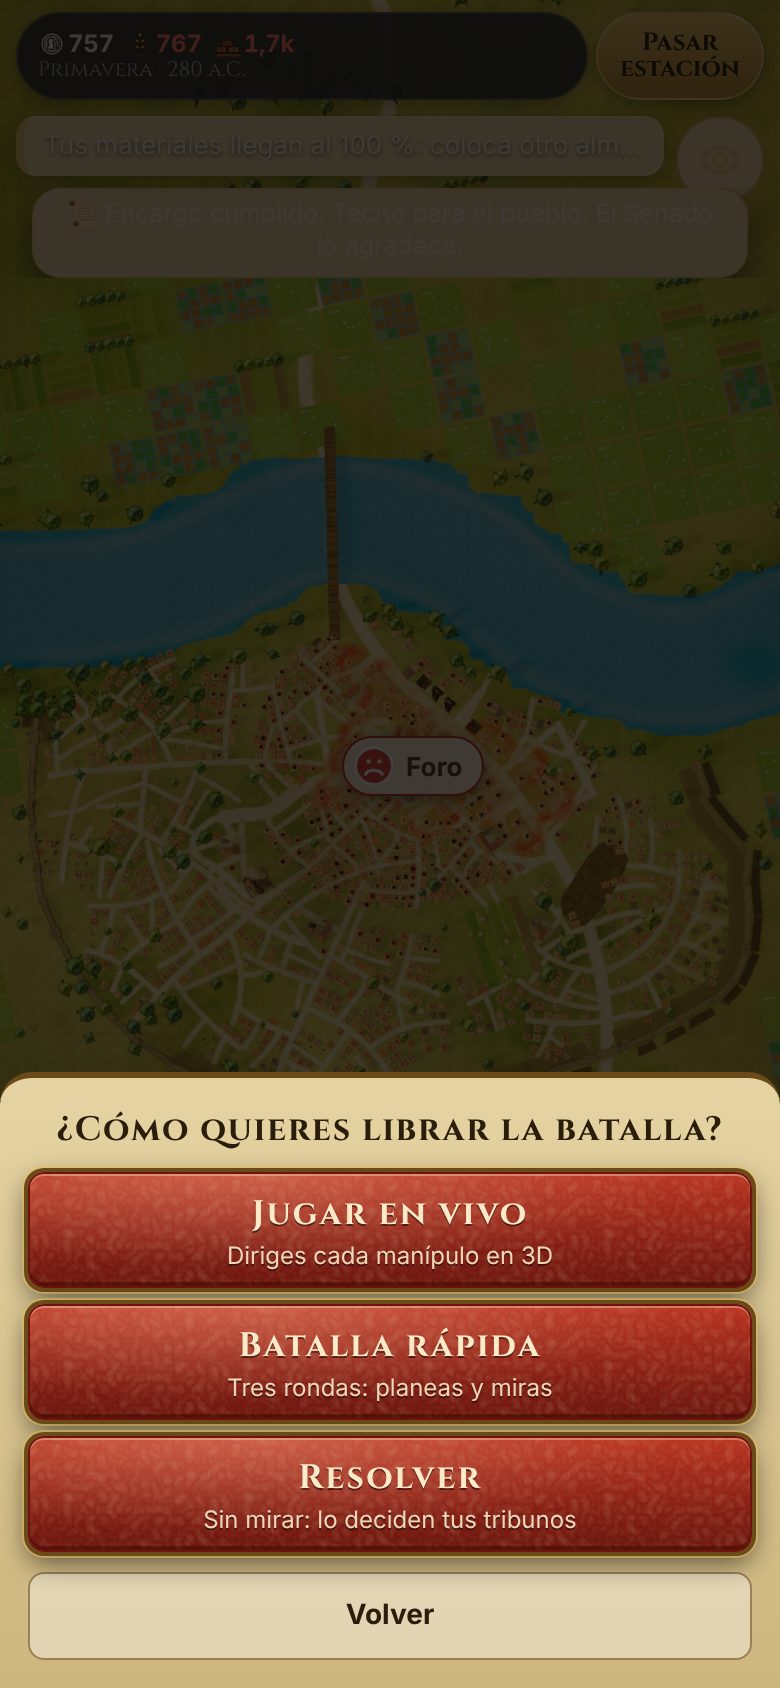 757 767 1,7k
Primavera · 280 a.C.
Pasar
estación
Tus materiales llegan al 100 %: coloca otro alm…
Encargo cumplido: Techo para el pueblo. El Senado
lo agradece.
Foro
¿Cómo quieres librar la batalla?
Jugar en vivo
Diriges cada manípulo en 3D
Batalla rápida
Tres rondas: planeas y miras
Resolver
Sin mirar: lo deciden tus tribunos
Volver